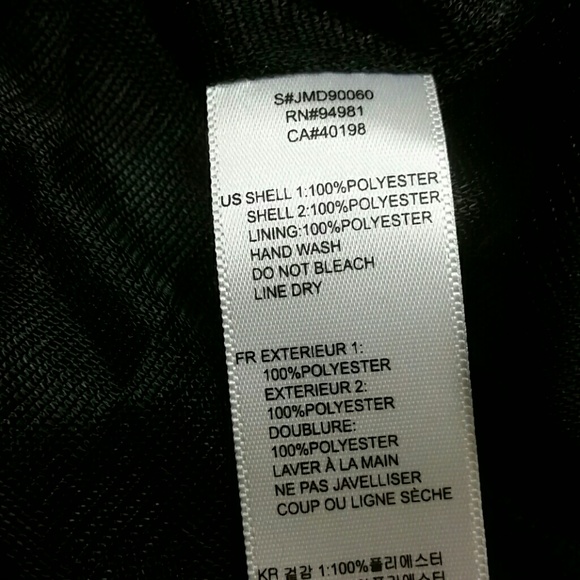 S#JMD90060
RN#94981
CA#40198
US SHELL 1:100%POLYESTER
SHELL 2:100%POLYESTER
LINING:100%POLYESTER
HAND WASH
DO NOT BLEACH
LINE DRY
FR EXTERIEUR 1:
100%POLYESTER
EXTERIEUR 2:
100%POLYESTER
DOUBLURE:
100%POLYESTER
LAVER À LA MAIN
NE PAS JAVELLISER
COUP OU LIGNE SÈCHE
KR 겉감 1:100%폴리에스터